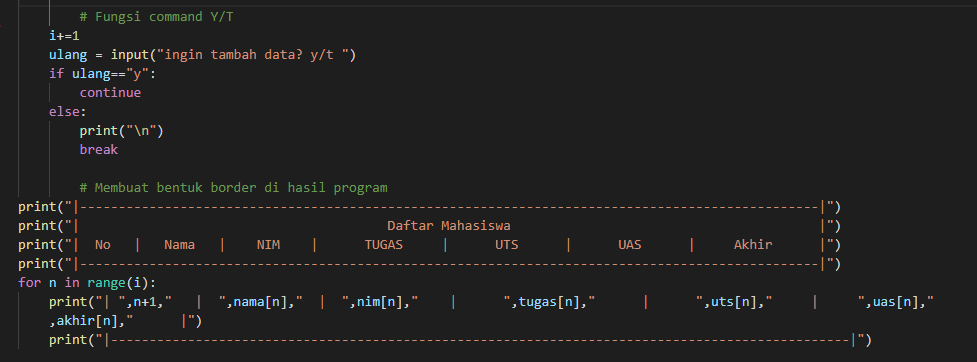 # Fungsi command Y/T
i+=1
ulang = input("ingin tambah data? y/t ")
if ulang=="y":
continue
else:
print("\n")
break
# Membuat bentuk border di hasil program
print("|------------------------------------------------------------------------------------------------|")
print("|                                        Daftar Mahasiswa                                        |")
print("|  No   |   Nama   |    NIM    |      TUGAS     |      UTS      |      UAS      |     Akhir      |")
print("|------------------------------------------------------------------------------------------------|")
for n in range(i):
print("| ",n+1,"   |  ",nama[n],"  |  ",nim[n],"    |      ",tugas[n],"      |      ",uts[n],"     |     ",uas[n],"
,akhir[n],"      |")
print("|------------------------------------------------------------------------------------------------|")